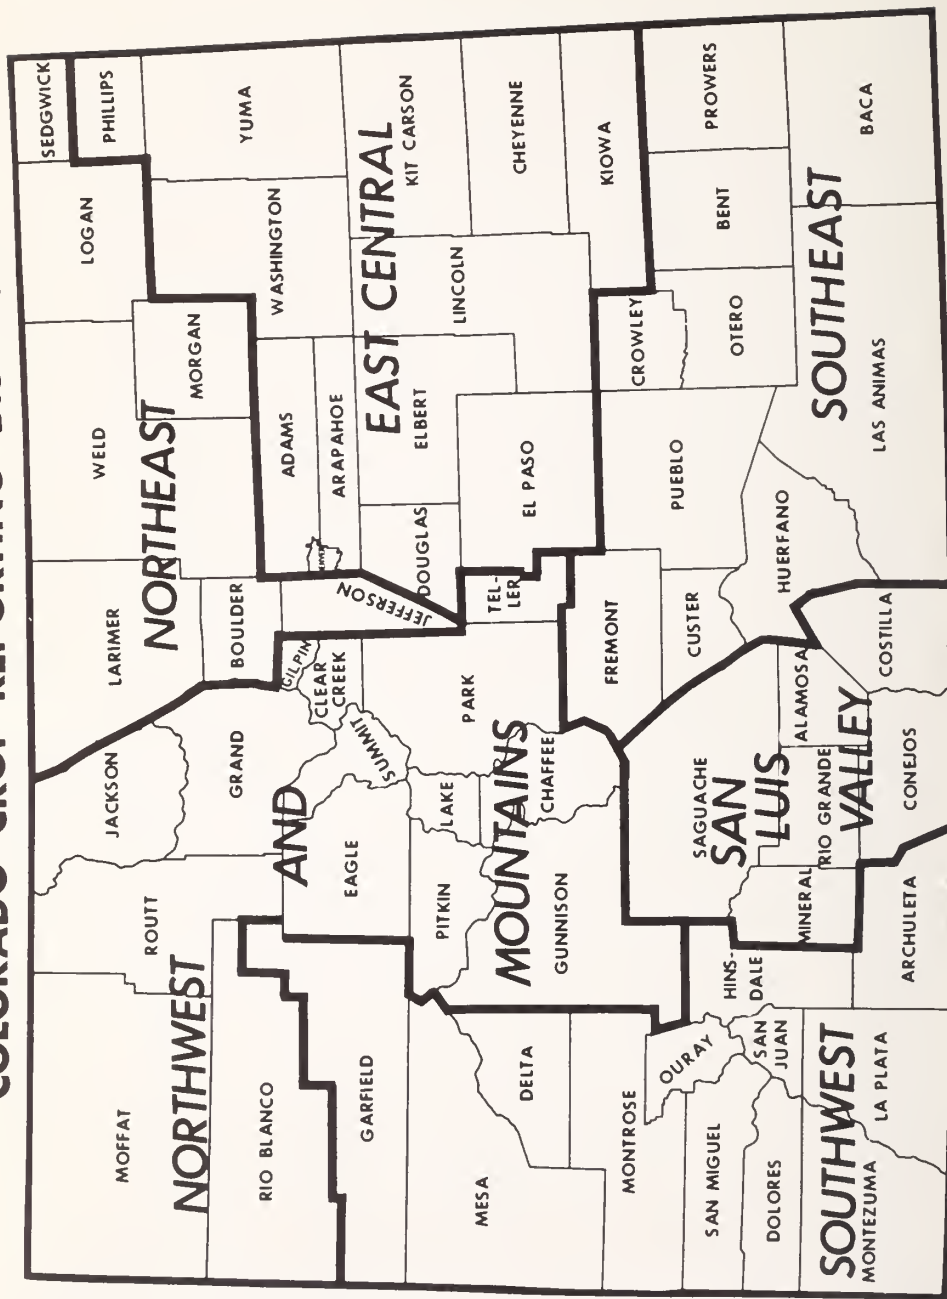 COLORADO CROP REPORTING
MOFFAT
ROUTT
JACKSON
LARIMER
WELD
LOGAN
SEDGWICK
PHILLIPS
NORTHWEST
AND
MOUNTAINS
NORTHEAST
RIO BLANCO
GRAND
BOULDER
MORGAN
WASHINGTON
YUMA
GARFIELD
EAGLE
SUMMIT
GILPIN
CLEAR
CREEK
JEFFERSON
ADAMS
ARAPAHOE
DENVER
EAST CENTRAL
MESA
PITKIN
LAKE
PARK
DOUGLAS
ELBERT
LINCOLN
KIT CARSON
DELTA
GUNNISON
CHAFFEE
TEL-
LER
EL PASO
CHEYENNE
MONTROSE
OURAY
SAGUACHE
FREMONT
CUSTER
PUEBLO
CROWLEY
KIOWA
SAN MIGUEL
HINS-
DALE
SAN
LUIS
VALLEY
OTERO
BENT
PROWERS
DOLORES
SAN
JUAN
MINERAL
RIO GRANDE
ALAMOSA
HUERFANO
SOUTHWEST
SOUTHEAST
MONTEZUMA
LA PLATA
ARCHULETA
CONEJOS
COSTILLA
LAS ANIMAS
BACA